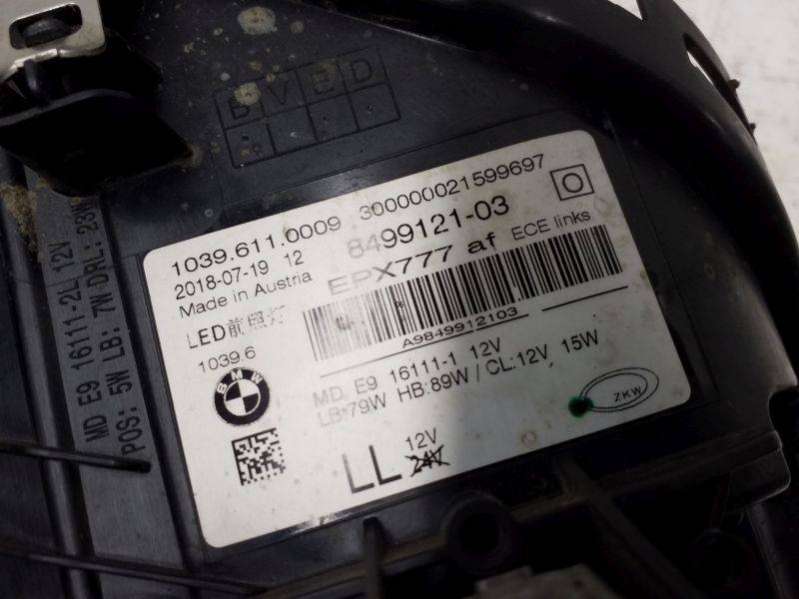 BVBD
MD E9 16111-2L 12V
POS: 5W LB: 7W DRL: 23W
1039.611.0009 300000021599697
2018-07-19 12 8499121-03
Made in Austria EPX777 af ECE links
LED前照灯
A9849912103
1039.6
MD E9 16111-1 12V
LB:79W HB:89W / CL:12V 15W
BMW
ZKW
LL 12V
24V